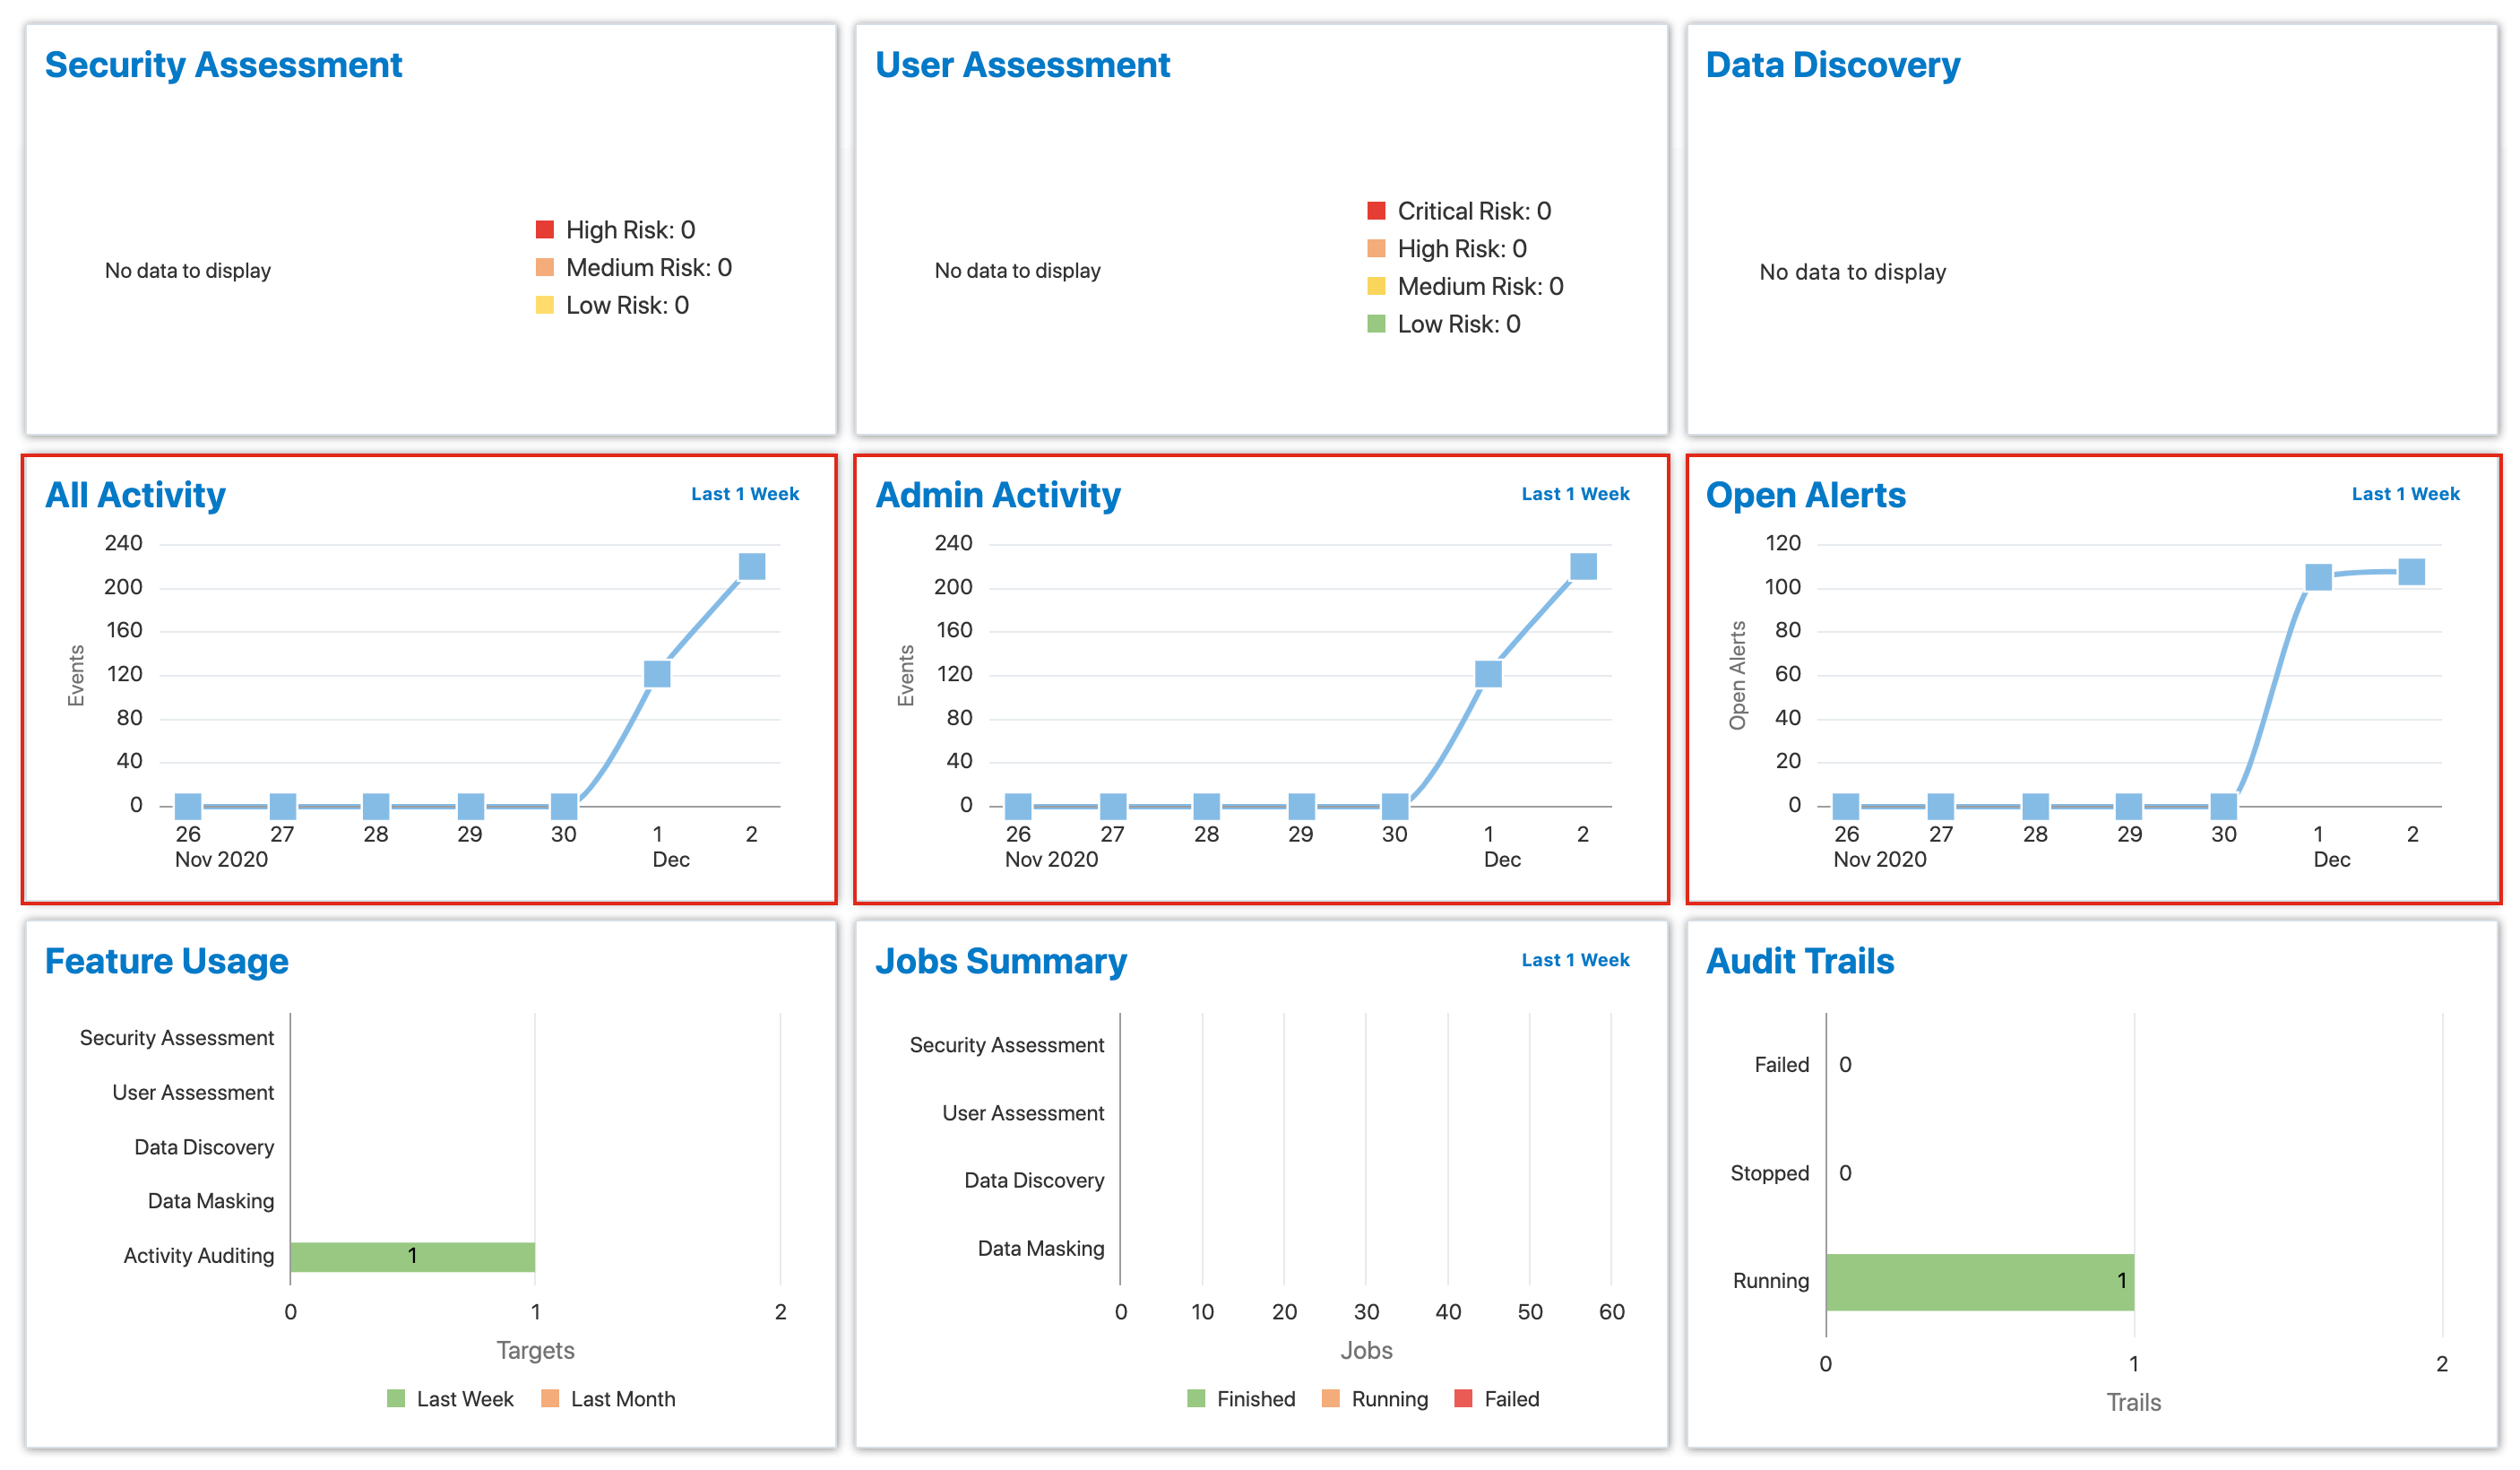 Security Assessment
No data to display
High Risk: 0
Medium Risk: 0
Low Risk: 0
User Assessment
No data to display
Critical Risk: 0
High Risk: 0
Medium Risk: 0
Low Risk: 0
Data Discovery
No data to display
All Activity
Last 1 Week
Events
240
200
160
120
80
40
0
26 27 28 29 30 1 2
Nov 2020 Dec
Admin Activity
Last 1 Week
Events
240
200
160
120
80
40
0
26 27 28 29 30 1 2
Nov 2020 Dec
Open Alerts
Last 1 Week
Open Alerts
120
100
80
60
40
20
0
26 27 28 29 30 1 2
Nov 2020 Dec
Feature Usage
Security Assessment
User Assessment
Data Discovery
Data Masking
Activity Auditing 1
0 1 2
Targets
Last Week Last Month
Jobs Summary
Last 1 Week
Security Assessment
User Assessment
Data Discovery
Data Masking
0 10 20 30 40 50 60
Jobs
Finished Running Failed
Audit Trails
Failed 0
Stopped 0
Running 1
0 1 2
Trails